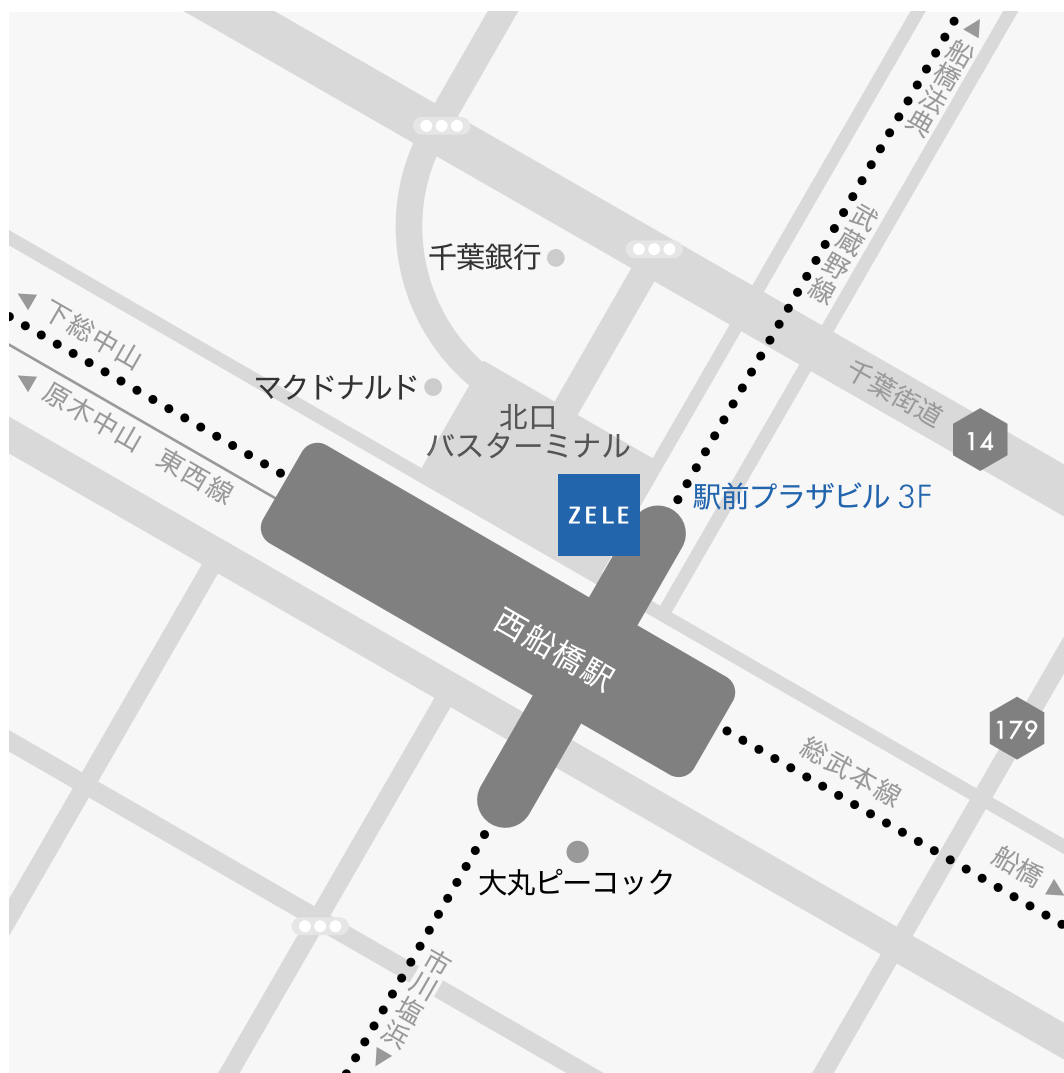 船橋法典
武蔵野線
千葉銀行
下総中山
原木中山 東西線
マクドナルド
北口
バスターミナル
千葉街道
14
ZELE
駅前プラザビル 3F
西船橋駅
179
総武本線
船橋
大丸ピーコック
市川塩浜